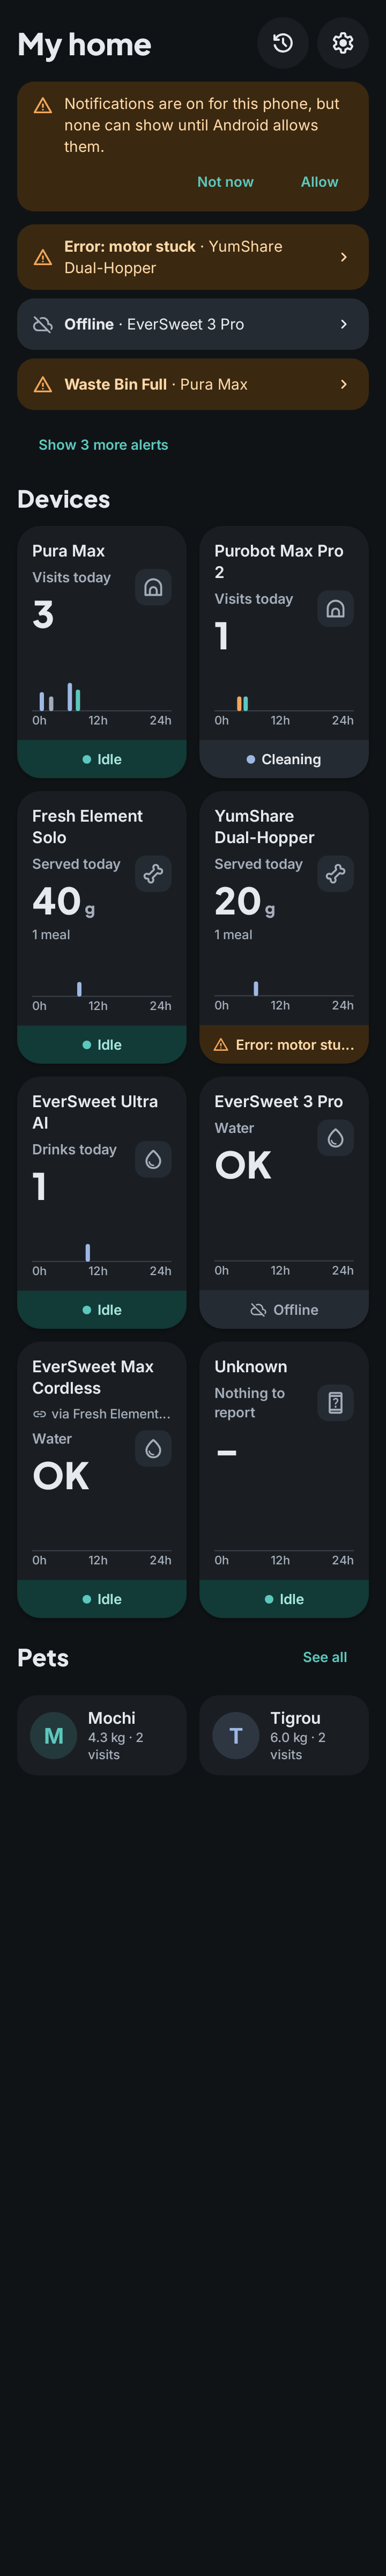 My home
Notifications are on for this phone, but
none can show until Android allows
them.
Not now Allow
Error: motor stuck · YumShare
Dual-Hopper
Offline · EverSweet 3 Pro
Waste Bin Full · Pura Max
Show 3 more alerts
Devices
Pura Max
Visits today
3
0h 12h 24h
Idle
Purobot Max Pro
2
Visits today
1
0h 12h 24h
Cleaning
Fresh Element
Solo
Served today
40 g
1 meal
0h 12h 24h
Idle
YumShare
Dual-Hopper
Served today
20 g
1 meal
0h 12h 24h
Error: motor stu...
EverSweet Ultra
AI
Drinks today
1
0h 12h 24h
Idle
EverSweet 3 Pro
Water
OK
0h 12h 24h
Offline
EverSweet Max
Cordless
via Fresh Element...
Water
OK
0h 12h 24h
Idle
Unknown
Nothing to
report
–
0h 12h 24h
Idle
Pets
See all
M
Mochi
4.3 kg · 2
visits
T
Tigrou
6.0 kg · 2
visits